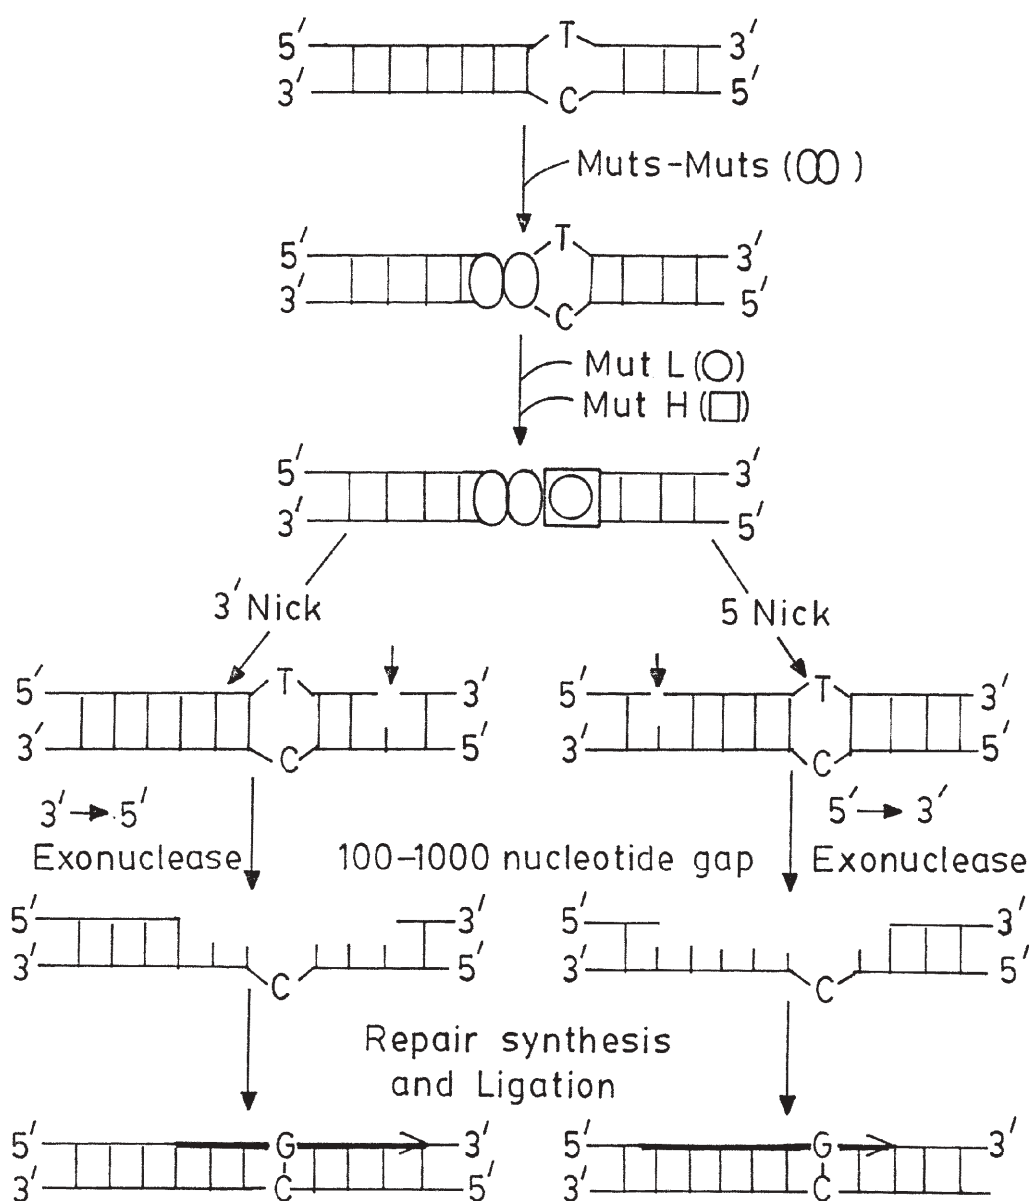 5′ T 3′
3′ C 5′
Muts-Muts ( )
5′ T 3′
3′ C 5′
Mut L ( )
Mut H ( )
5′ 3′
3′ 5′
3′ Nick 5 Nick
5′ T 3′ 5′ T 3′
3′ C 5′ 3′ C 5′
3′→5′ 5′→3′
Exonuclease 100-1000 nucleotide gap Exonuclease
5′ 3′ 5′ 3′
3′ C 5′ 3′ C 5′
Repair synthesis
and Ligation
5′ G 3′ 5′ G 3′
3′ C 5′ 3′ C 5′